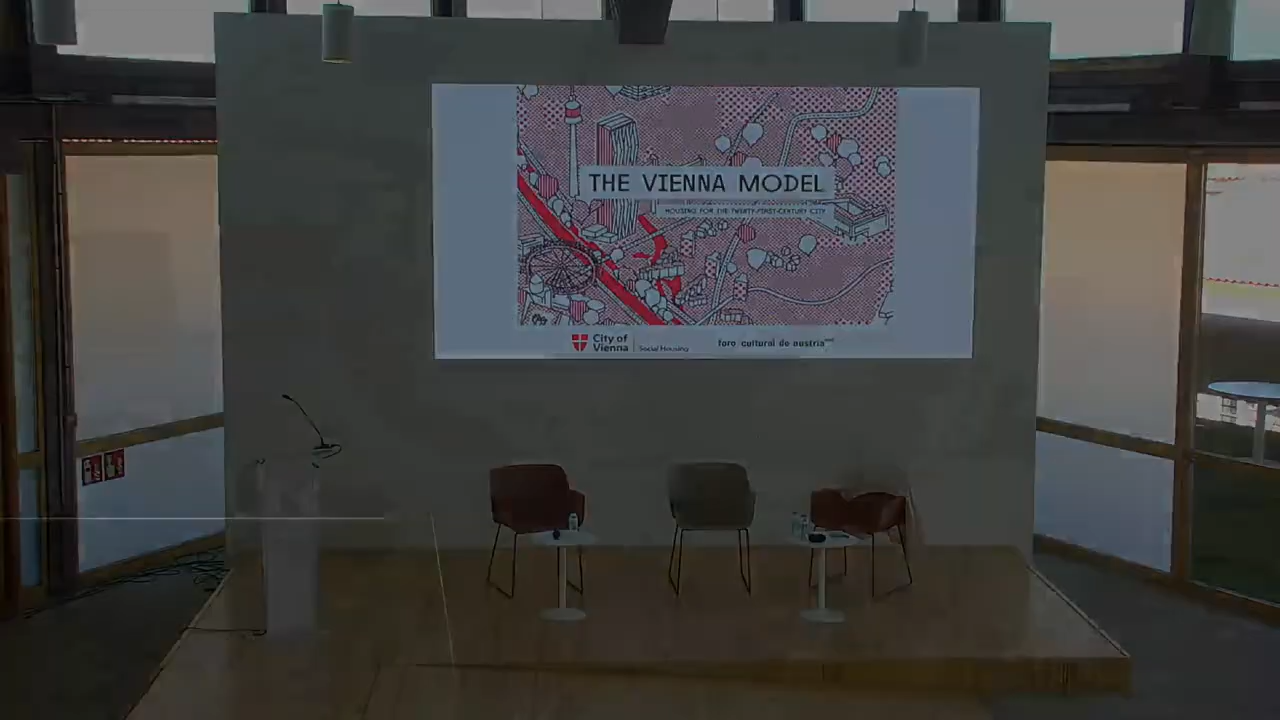 THE VIENNA MODEL
HOUSING FOR THE TWENTY-FIRST-CENTURY CITY
City of
Vienna
Social Housing
foro cultural de austria